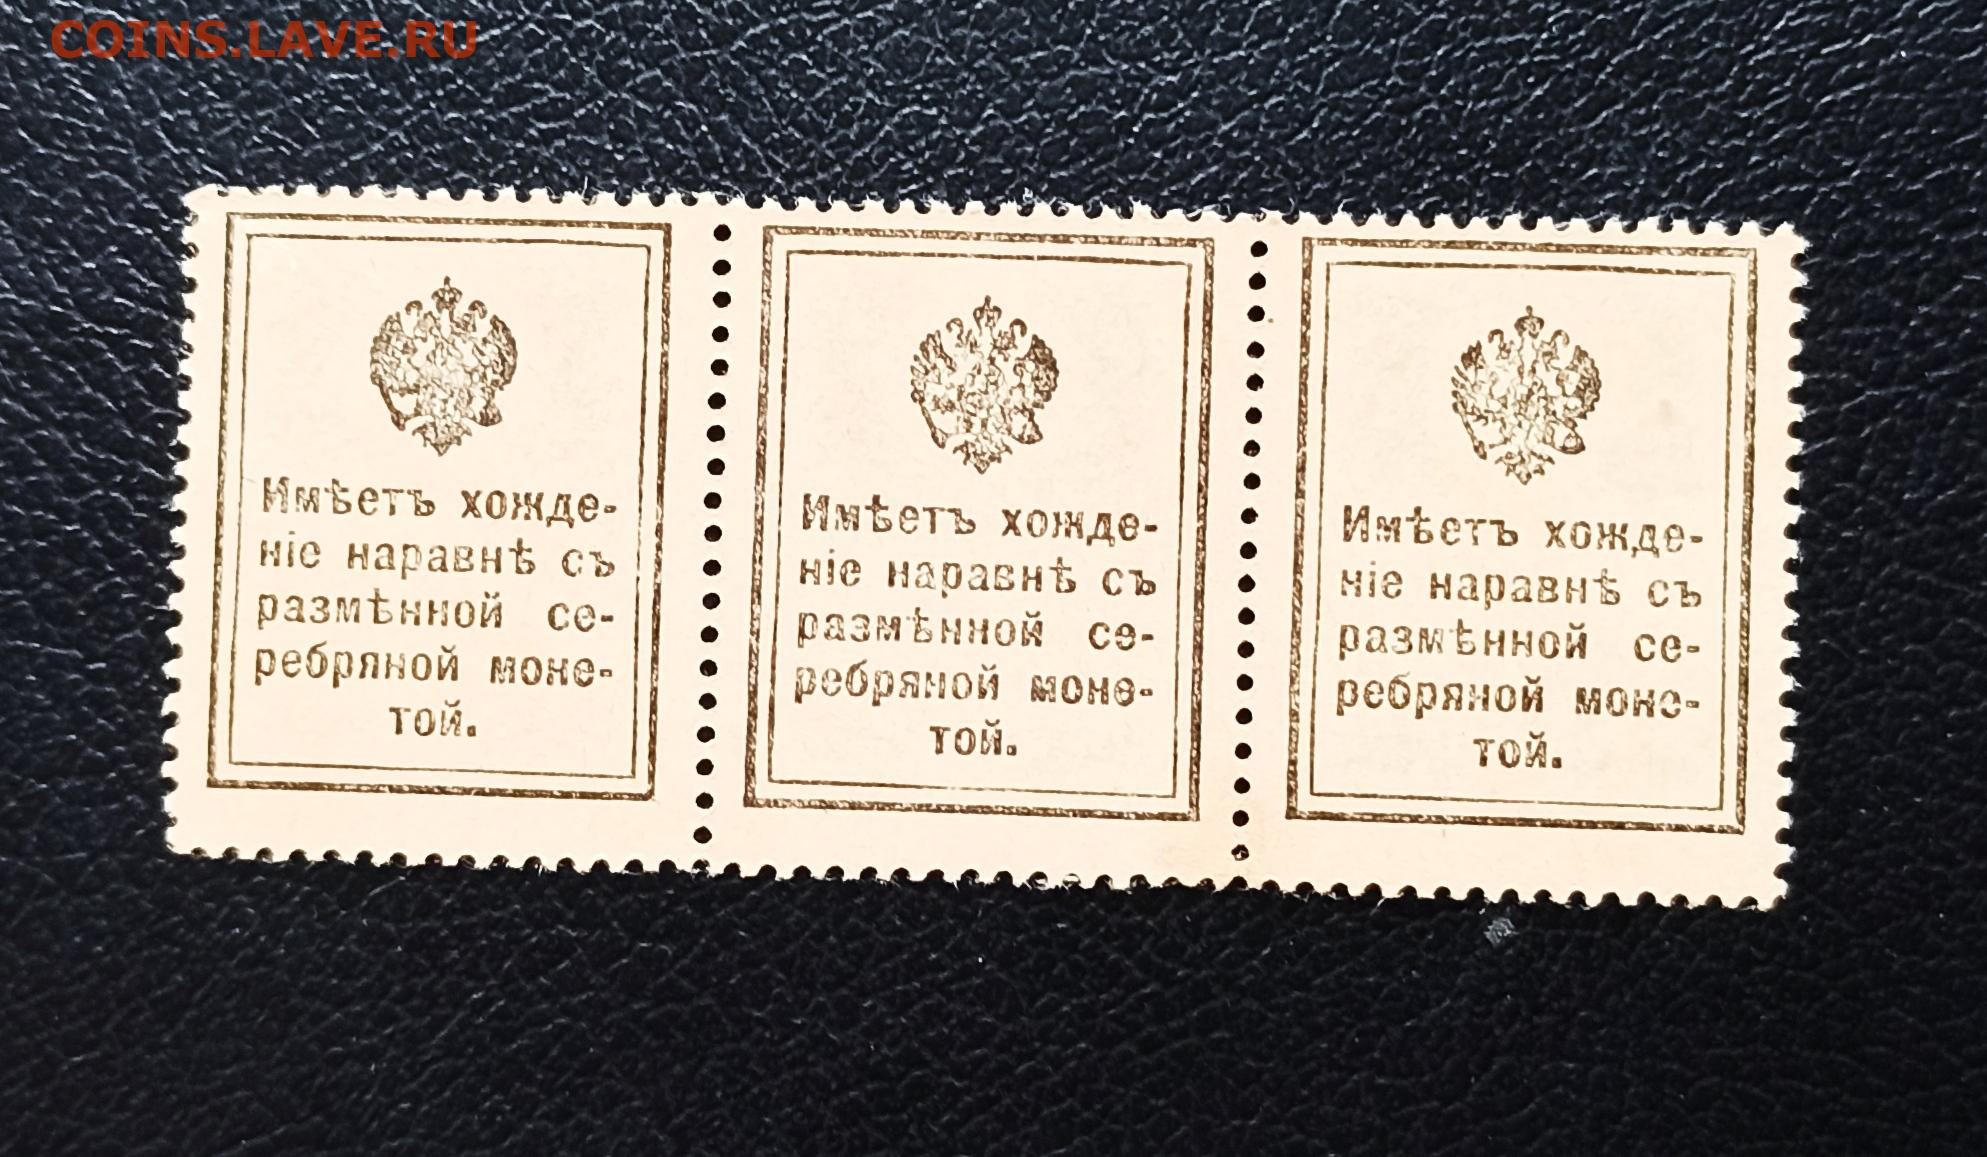 COINS.LAVE.RU
Имѣетъ хожде-
ніе наравнѣ съ
размѣнной се-
ребряной моне-
той.
Имѣетъ хожде-
ніе наравнѣ съ
размѣнной се-
ребряной моне-
той.
Имѣетъ хожде-
ніе наравнѣ съ
размѣнной се-
ребряной моне-
той.